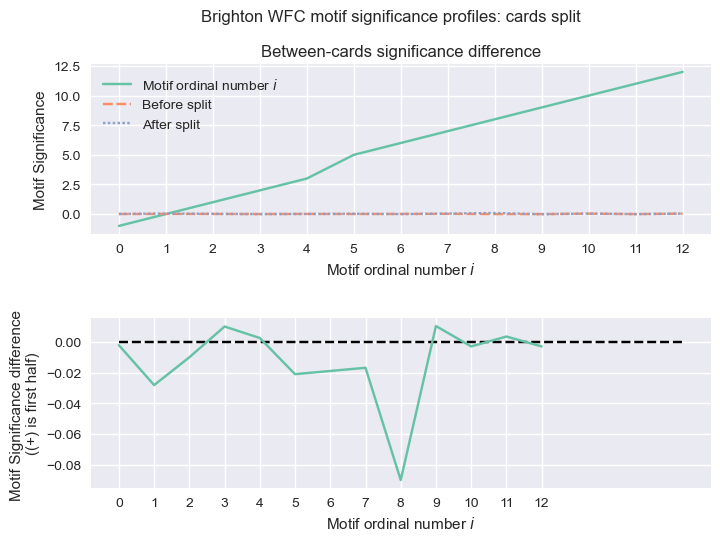 Brighton WFC motif significance profiles: cards split
Between-cards significance difference
12.5
10.0
7.5
5.0
2.5
0.0
Motif Significance
Motif ordinal number i
Before split
After split
0 1 2 3 4 5 6 7 8 9 10 11 12
Motif ordinal number i
0.00
−0.02
−0.04
−0.06
−0.08
Motif Significance difference
((+) is first half)
0 1 2 3 4 5 6 7 8 9 10 11 12
Motif ordinal number i